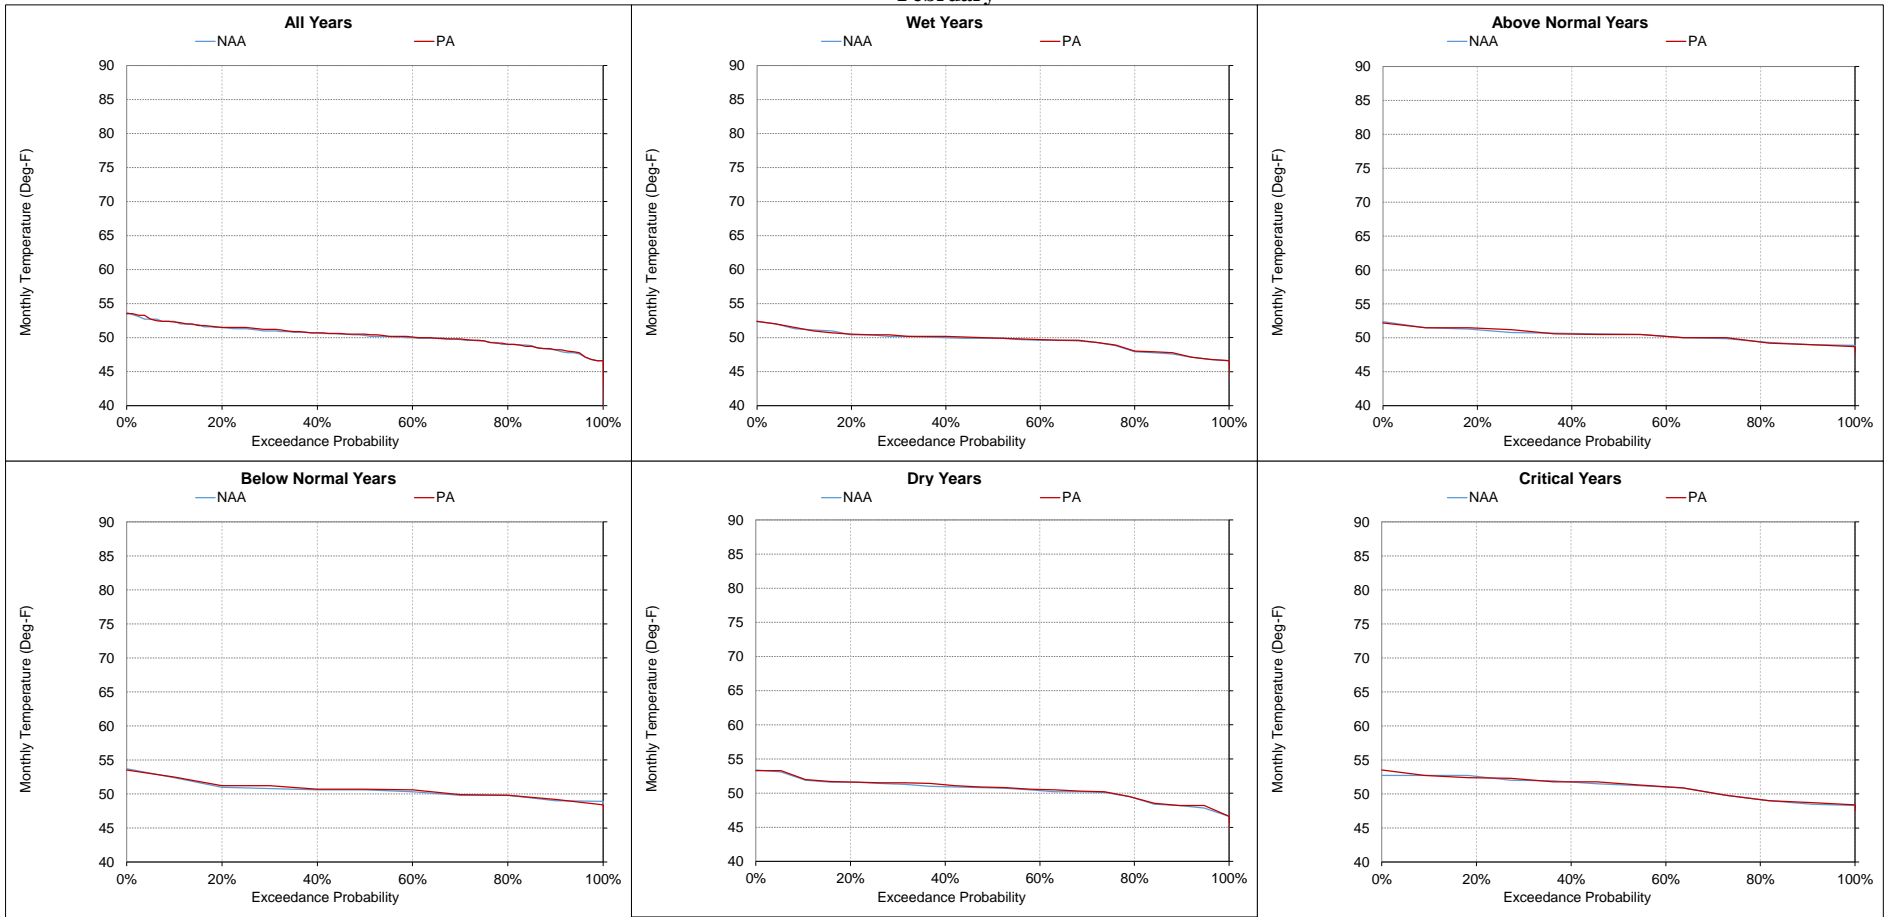 February
All Years
NAA PA
90
85
80
75
70
65
60
55
50
45
40
Monthly Temperature (Deg-F)
0% 20% 40% 60% 80% 100%
Exceedance Probability
Wet Years
NAA PA
90
85
80
75
70
65
60
55
50
45
40
Monthly Temperature (Deg-F)
0% 20% 40% 60% 80% 100%
Exceedance Probability
Above Normal Years
NAA PA
90
85
80
75
70
65
60
55
50
45
40
Monthly Temperature (Deg-F)
0% 20% 40% 60% 80% 100%
Exceedance Probability
Below Normal Years
NAA PA
90
85
80
75
70
65
60
55
50
45
40
Monthly Temperature (Deg-F)
0% 20% 40% 60% 80% 100%
Exceedance Probability
Dry Years
NAA PA
90
85
80
75
70
65
60
55
50
45
40
Monthly Temperature (Deg-F)
0% 20% 40% 60% 80% 100%
Exceedance Probability
Critical Years
NAA PA
90
85
80
75
70
65
60
55
50
45
40
Monthly Temperature (Deg-F)
0% 20% 40% 60% 80% 100%
Exceedance Probability